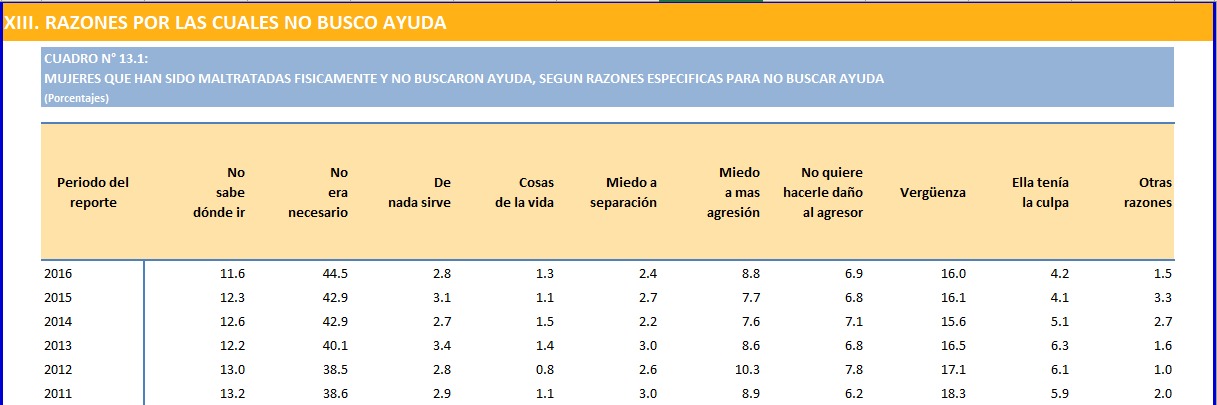 XIII. RAZONES POR LAS CUALES NO BUSCO AYUDA
CUADRO N° 13.1:
MUJERES QUE HAN SIDO MALTRATADAS FISICAMENTE Y NO BUSCARON AYUDA, SEGUN RAZONES ESPECIFICAS PARA NO BUSCAR AYUDA
(Porcentajes)
Periodo del reporte No sabe dónde ir No era necesario De nada sirve Cosas de la vida Miedo a separación Miedo a mas agresión No quiere hacerle daño al agresor Vergüenza Ella tenía la culpa Otras razones
2016 11.6 44.5 2.8 1.3 2.4 8.8 6.9 16.0 4.2 1.5
2015 12.3 42.9 3.1 1.1 2.7 7.7 6.8 16.1 4.1 3.3
2014 12.6 42.9 2.7 1.5 2.2 7.6 7.1 15.6 5.1 2.7
2013 12.2 40.1 3.4 1.4 3.0 8.6 6.8 16.5 6.3 1.6
2012 13.0 38.5 2.8 0.8 2.6 10.3 7.8 17.1 6.1 1.0
2011 13.2 38.6 2.9 1.1 3.0 8.9 6.2 18.3 5.9 2.0